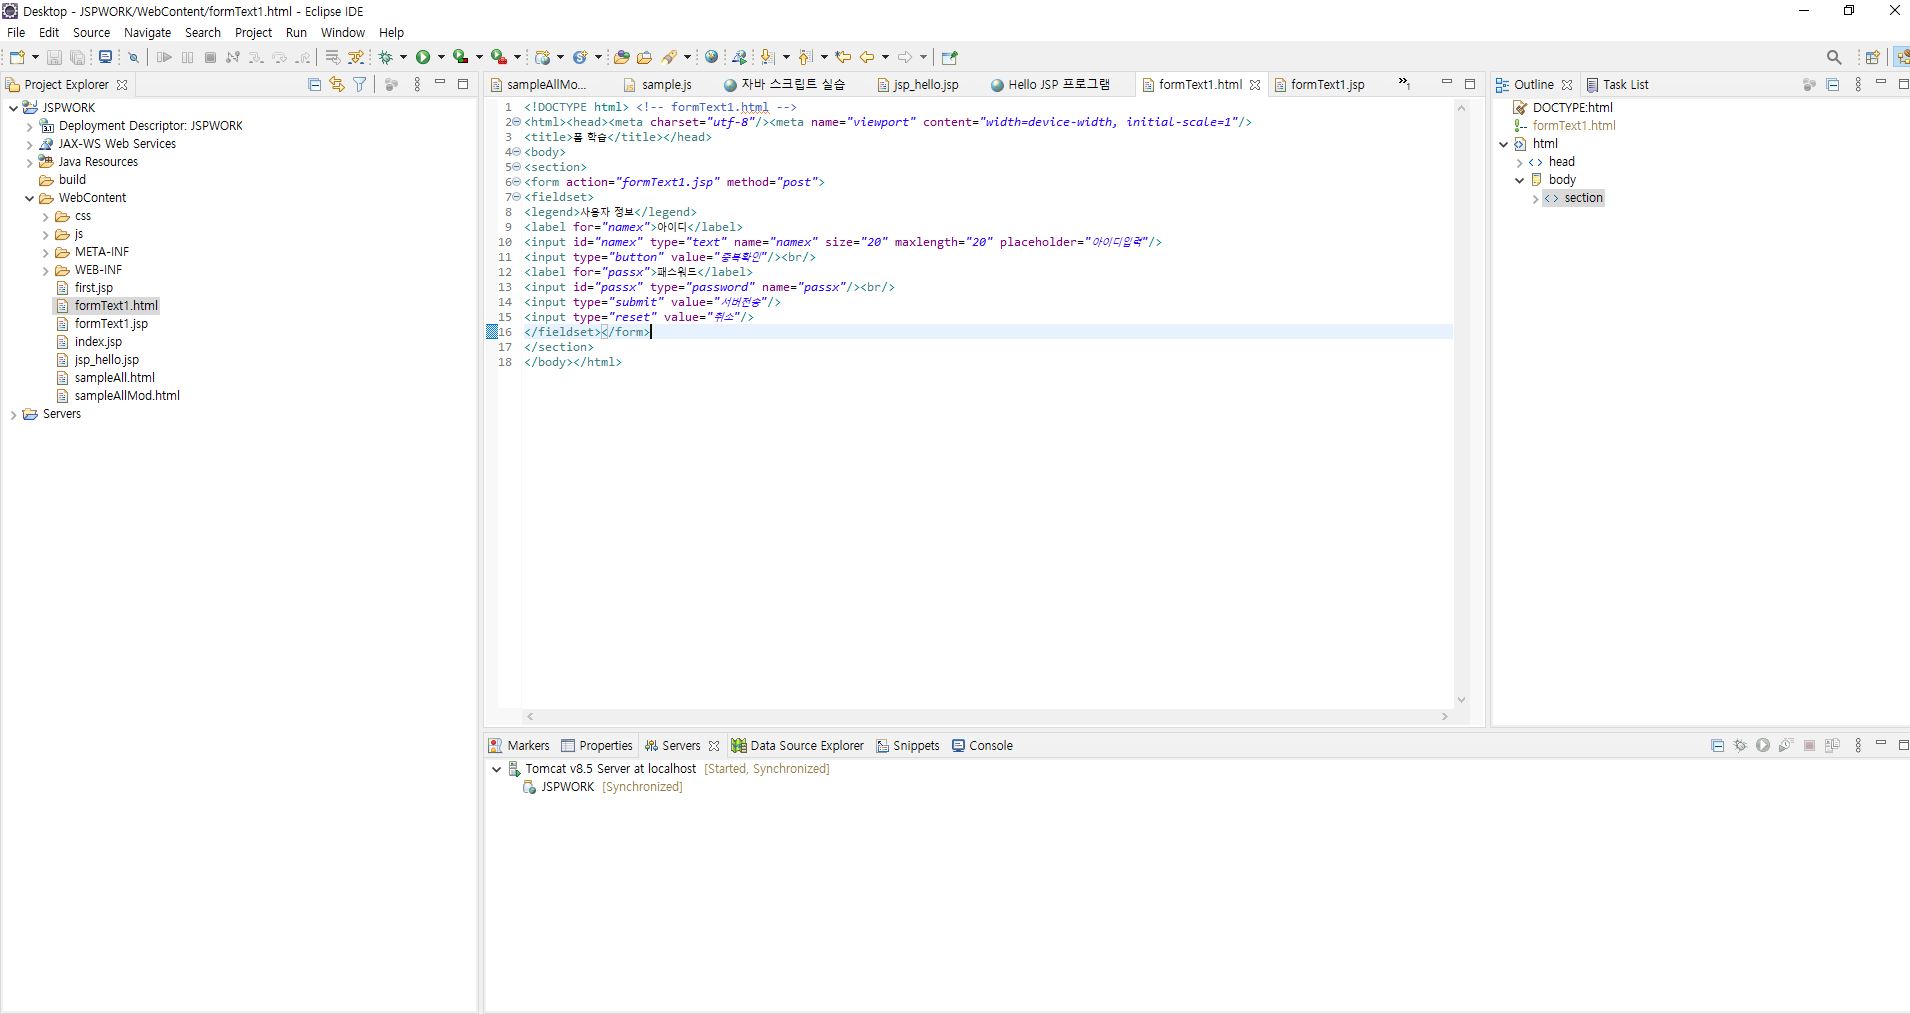 Desktop - JSPWORK/WebContent/formText1.html - Eclipse IDE
File Edit Source Navigate Search Project Run Window Help
Project Explorer
JSPWORK
Deployment Descriptor: JSPWORK
JAX-WS Web Services
Java Resources
build
WebContent
css
js
META-INF
WEB-INF
first.jsp
formText1.html
formText1.jsp
index.jsp
jsp_hello.jsp
sampleAll.html
sampleAllMod.html
Servers
sampleAllMo... sample.js 자바 스크립트 실습 jsp_hello.jsp Hello JSP 프로그램 formText1.html formText1.jsp »1
1 <!DOCTYPE html> <!-- formText1.html -->
2 <html><head><meta charset="utf-8"/><meta name="viewport" content="width=device-width, initial-scale=1"/>
3 <title>폼 학습</title></head>
4 <body>
5 <section>
6 <form action="formText1.jsp" method="post">
7 <fieldset>
8 <legend>사용자 정보</legend>
9 <label for="namex">아이디</label>
10 <input id="namex" type="text" name="namex" size="20" maxlength="20" placeholder="아이디입력"/>
11 <input type="button" value="중복확인"/><br/>
12 <label for="passx">패스워드</label>
13 <input id="passx" type="password" name="passx"/><br/>
14 <input type="submit" value="서버전송"/>
15 <input type="reset" value="취소"/>
16 </fieldset></form>
17 </section>
18 </body></html>
Outline Task List
DOCTYPE:html
formText1.html
html
head
body
section
Markers Properties Servers Data Source Explorer Snippets Console
Tomcat v8.5 Server at localhost [Started, Synchronized]
JSPWORK [Synchronized]